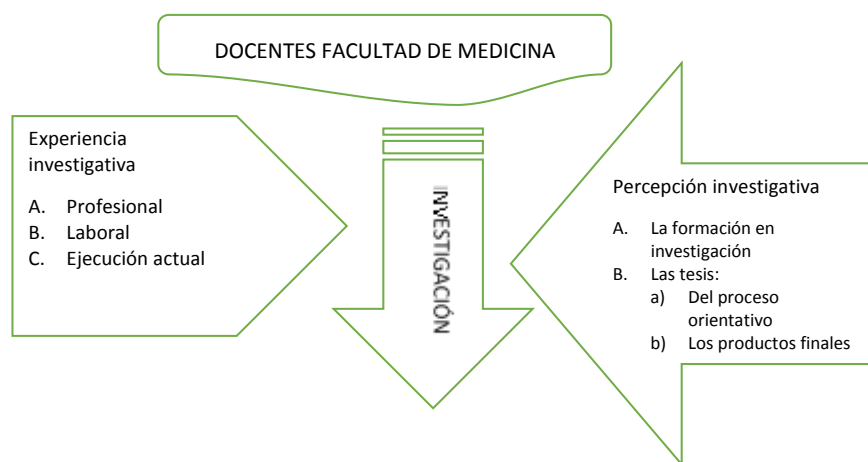 DOCENTES FACULTAD DE MEDICINA
Experiencia
investigativa
A. Profesional
B. Laboral
C. Ejecución actual
INVESTIGACIÓN
Percepción investigativa
A. La formación en
investigación
B. Las tesis:
a) Del proceso
orientativo
b) Los productos finales